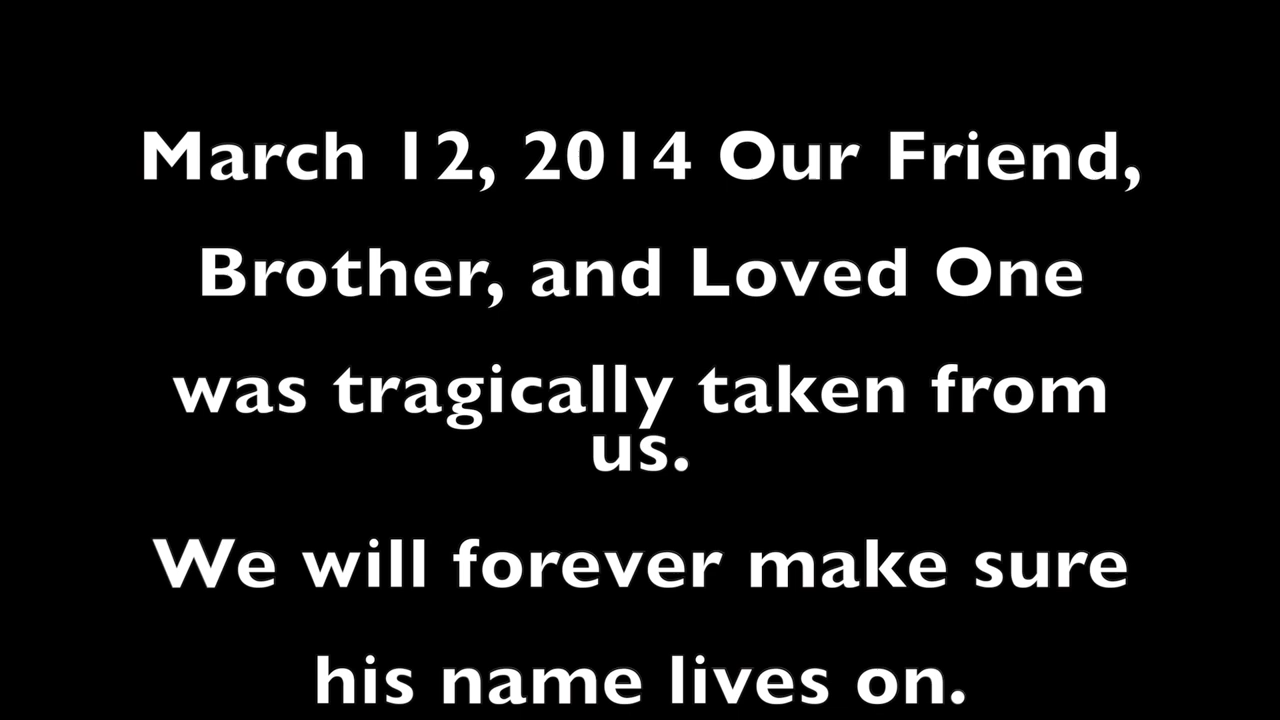 March 12, 2014 Our Friend,
Brother, and Loved One
was tragically taken from
us.
We will forever make sure
his name lives on.